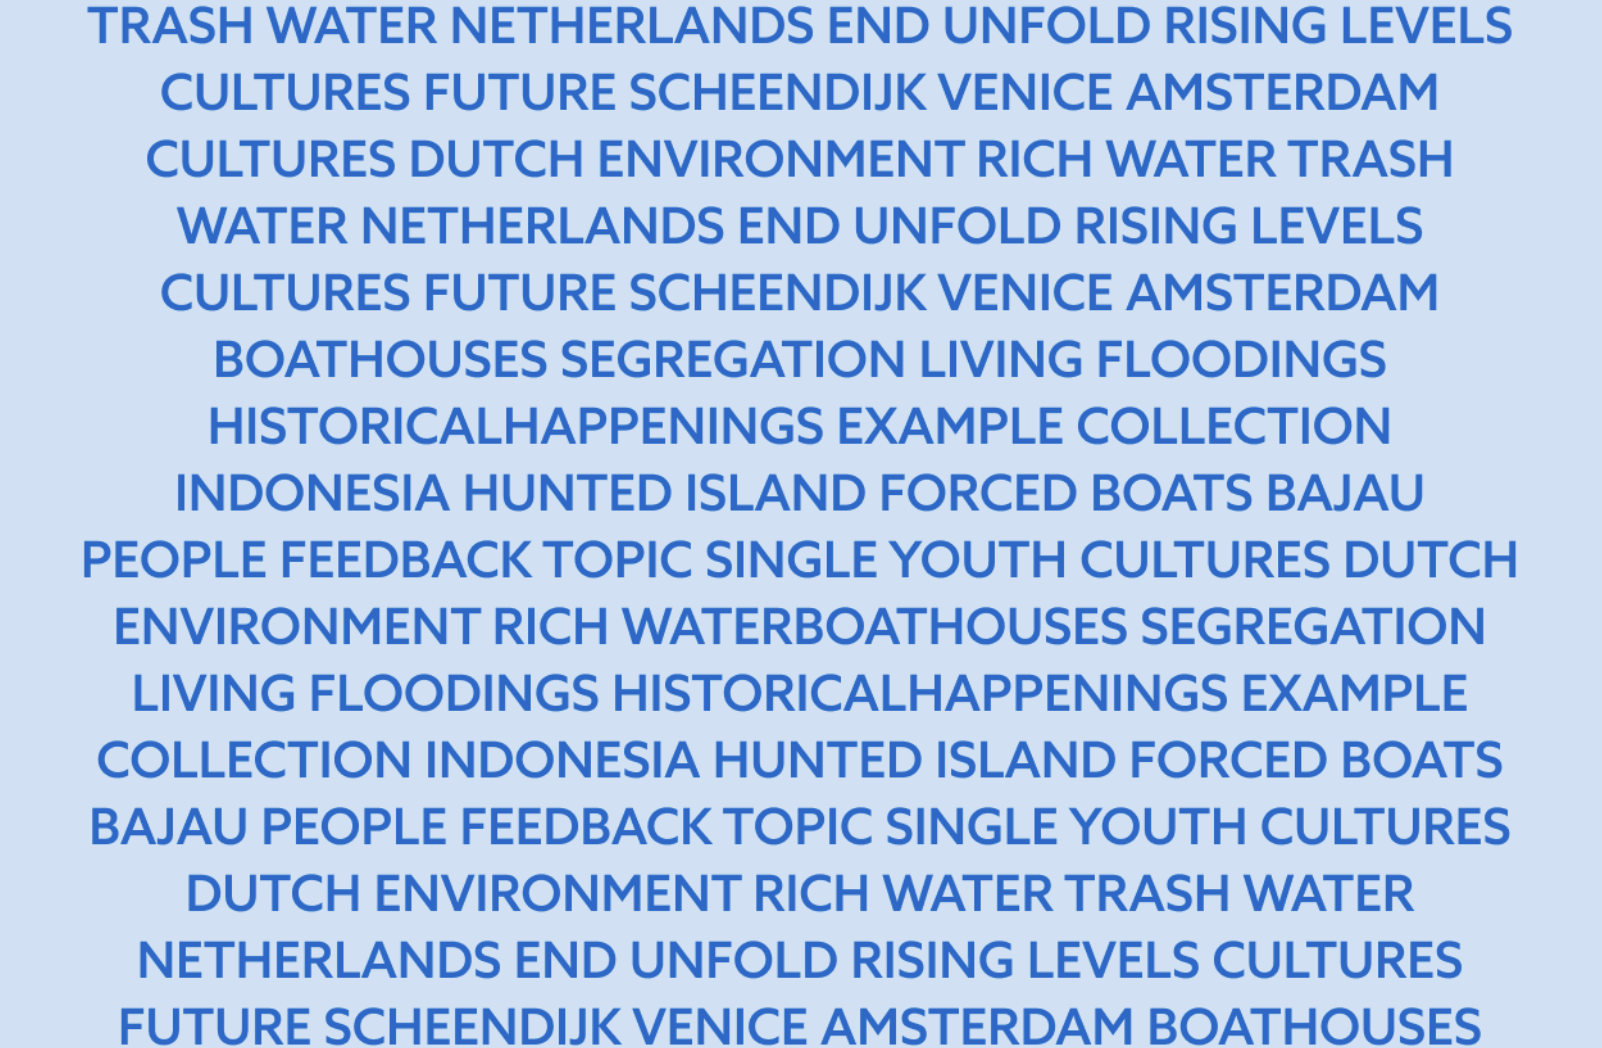 TRASH WATER NETHERLANDS END UNFOLD RISING LEVELS
CULTURES FUTURE SCHEENDIJK VENICE AMSTERDAM
CULTURES DUTCH ENVIRONMENT RICH WATER TRASH
WATER NETHERLANDS END UNFOLD RISING LEVELS
CULTURES FUTURE SCHEENDIJK VENICE AMSTERDAM
BOATHOUSES SEGREGATION LIVING FLOODINGS
HISTORICALHAPPENINGS EXAMPLE COLLECTION
INDONESIA HUNTED ISLAND FORCED BOATS BAJAU
PEOPLE FEEDBACK TOPIC SINGLE YOUTH CULTURES DUTCH
ENVIRONMENT RICH WATERBOATHOUSES SEGREGATION
LIVING FLOODINGS HISTORICALHAPPENINGS EXAMPLE
COLLECTION INDONESIA HUNTED ISLAND FORCED BOATS
BAJAU PEOPLE FEEDBACK TOPIC SINGLE YOUTH CULTURES
DUTCH ENVIRONMENT RICH WATER TRASH WATER
NETHERLANDS END UNFOLD RISING LEVELS CULTURES
FUTURE SCHEENDIJK VENICE AMSTERDAM BOATHOUSES